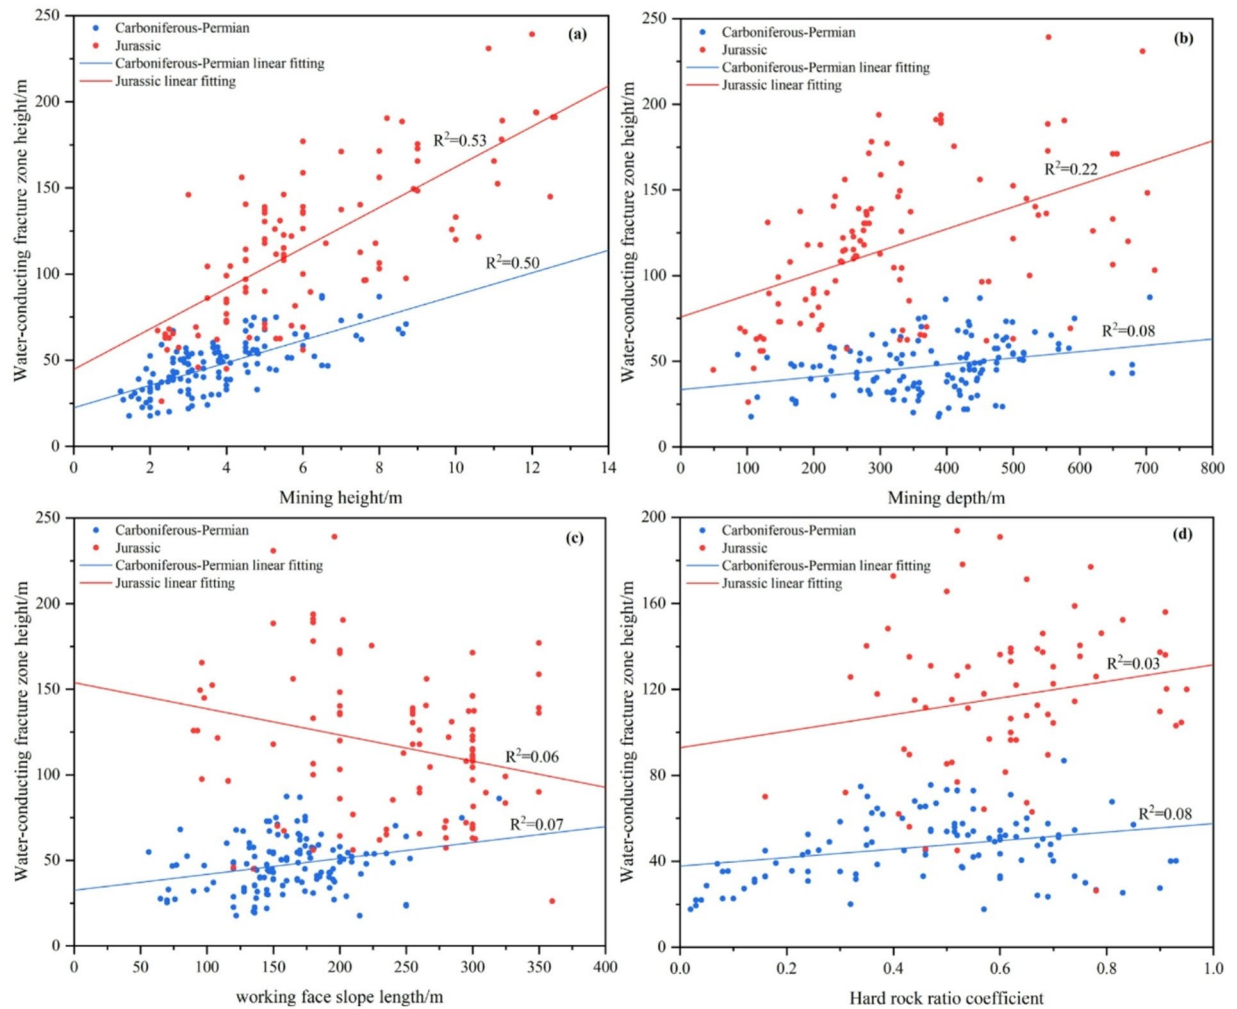 250
200
150
100
50
0
Water-conducting fracture zone height/m
Carboniferous-Permian
Jurassic
Carboniferous-Permian linear fitting
Jurassic linear fitting
(a)
R²=0.53
R²=0.50
0 2 4 6 8 10 12 14
Mining height/m
250
200
150
100
50
0
Water-conducting fracture zone height/m
Carboniferous-Permian
Jurassic
Carboniferous-Permian linear fitting
Jurassic linear fitting
(b)
R²=0.22
R²=0.08
0 100 200 300 400 500 600 700 800
Mining depth/m
250
200
150
100
50
0
Water-conducting fracture zone height/m
Carboniferous-Permian
Jurassic
Carboniferous-Permian linear fitting
Jurassic linear fitting
(c)
R²=0.06
R²=0.07
0 50 100 150 200 250 300 350 400
working face slope length/m
200
160
120
80
40
0
Water-conducting fracture zone height/m
Carboniferous-Permian
Jurassic
Carboniferous-Permian linear fitting
Jurassic linear fitting
(d)
R²=0.03
R²=0.08
0.0 0.2 0.4 0.6 0.8 1.0
Hard rock ratio coefficient